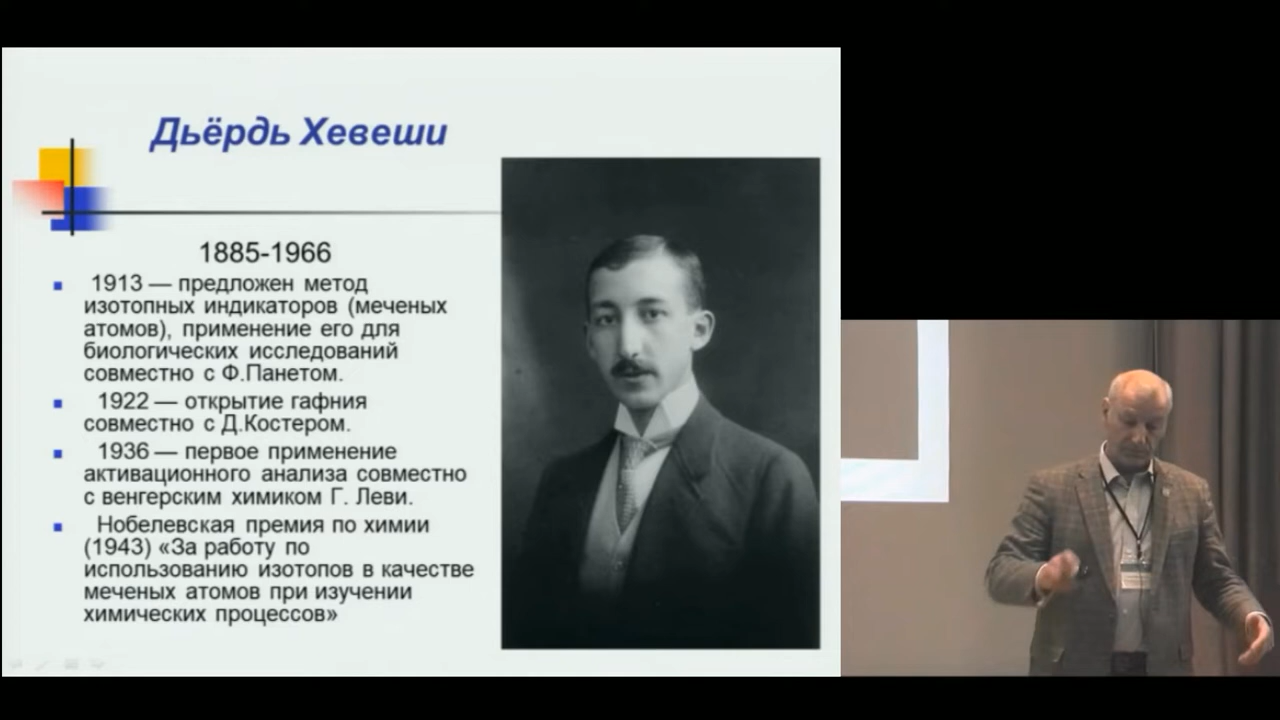 Дьёрдь Хевеши
1885-1966
1913 — предложен метод
изотопных индикаторов (меченых
атомов), применение его для
биологических исследований
совместно с Ф.Панетом.
1922 — открытие гафния
совместно с Д.Костером.
1936 — первое применение
активационного анализа совместно
с венгерским химиком Г. Леви.
Нобелевская премия по химии
(1943) «За работу по
использованию изотопов в качестве
меченых атомов при изучении
химических процессов»